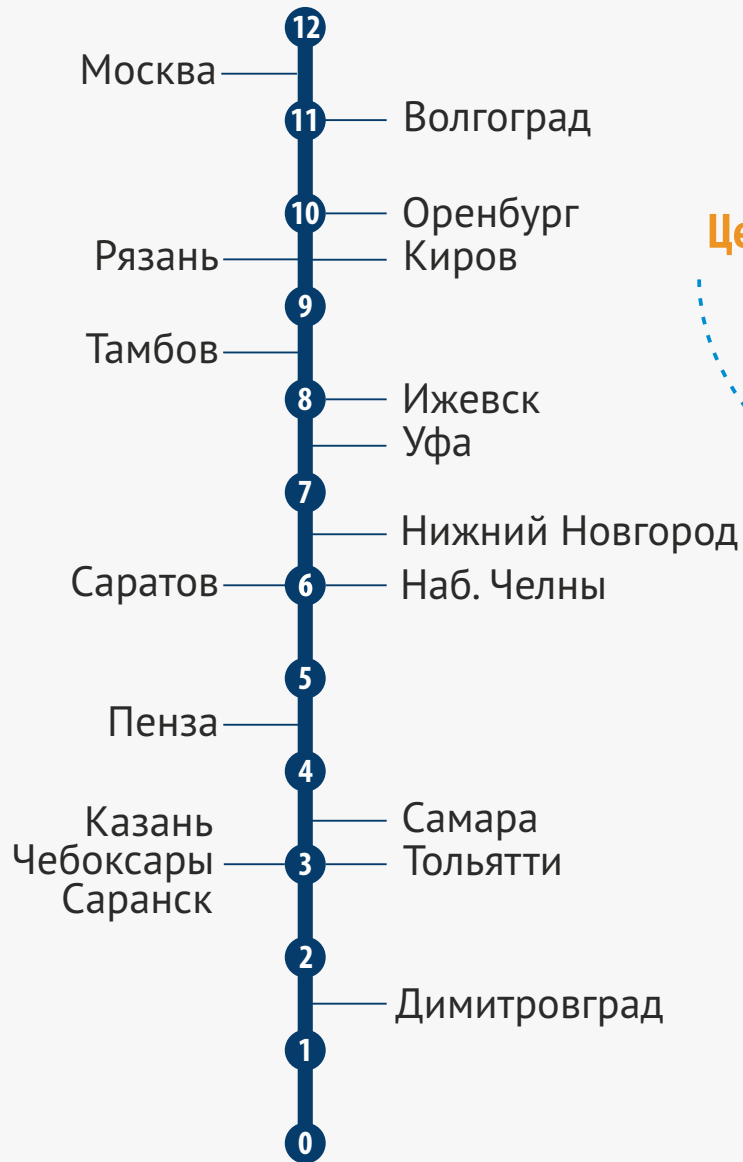 12
Москва
11
Волгоград
10
Оренбург
Рязань
Киров
9
Тамбов
8
Ижевск
Уфа
7
Нижний Новгород
Саратов
6
Наб. Челны
5
Пенза
4
Казань
Самара
Чебоксары
3
Тольятти
Саранск
2
Димитровград
1
0